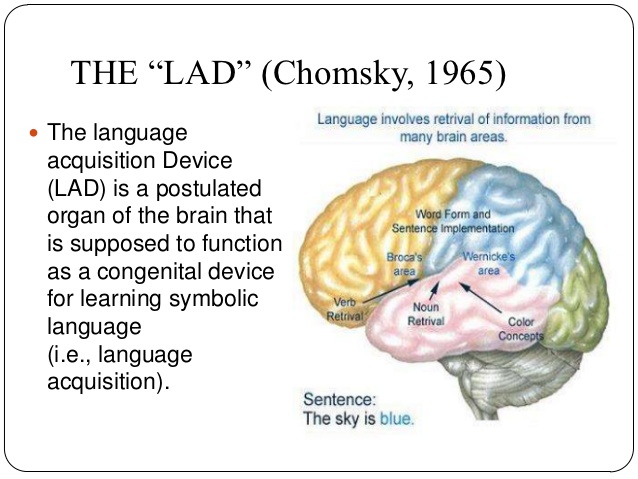 THE “LAD” (Chomsky, 1965)
The language
acquisition Device
(LAD) is a postulated
organ of the brain that
is supposed to function
as a congenital device
for learning symbolic
language
(i.e., language
acquisition).
Language involves retrival of information from
many brain areas.
Word Form and
Sentence Implementation
Broca's
area
Wernicke's
area
Verb
Retrival
Noun
Retrival
Color
Concepts
Sentence:
The sky is blue.